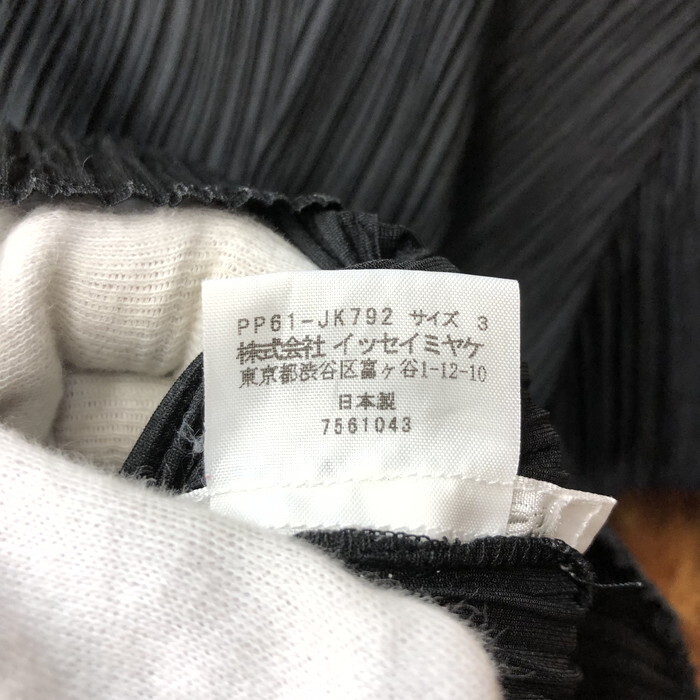 PP61-JK792 サイズ 3
株式会社 イッセイミヤケ
東京都渋谷区富ヶ谷1-12-10
日本製
7561043